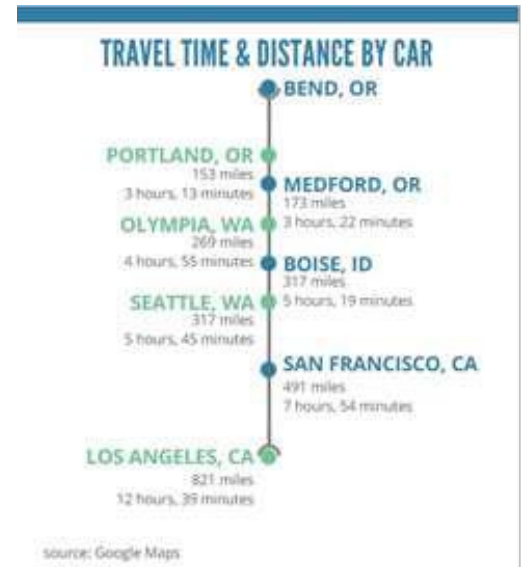 TRAVEL TIME & DISTANCE BY CAR
BEND, OR
PORTLAND, OR
153 miles
3 hours, 13 minutes
MEDFORD, OR
173 miles
3 hours, 22 minutes
OLYMPIA, WA
269 miles
4 hours, 55 minutes
BOISE, ID
317 miles
5 hours, 19 minutes
SEATTLE, WA
317 miles
5 hours, 45 minutes
SAN FRANCISCO, CA
491 miles
7 hours, 54 minutes
LOS ANGELES, CA
821 miles
12 hours, 39 minutes
source: Google Maps